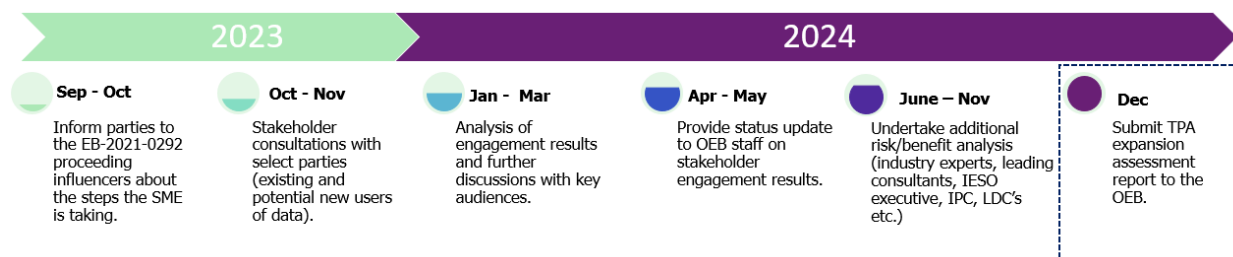 2023
2024
Sep - Oct
Inform parties to
the EB-2021-0292
proceeding
influencers about
the steps the SME
is taking.
Oct - Nov
Stakeholder
consultations with
select parties
(existing and
potential new users
of data).
Jan -  Mar
Analysis of
engagement results
and further
discussions with key
audiences.
Apr - May
Provide status update
to OEB staff on
stakeholder
engagement results.
June – Nov
Undertake additional
risk/benefit analysis
(industry experts, leading
consultants, IESO
executive, IPC, LDC's
etc.)
Dec
Submit TPA
expansion
assessment
report to the
OEB.